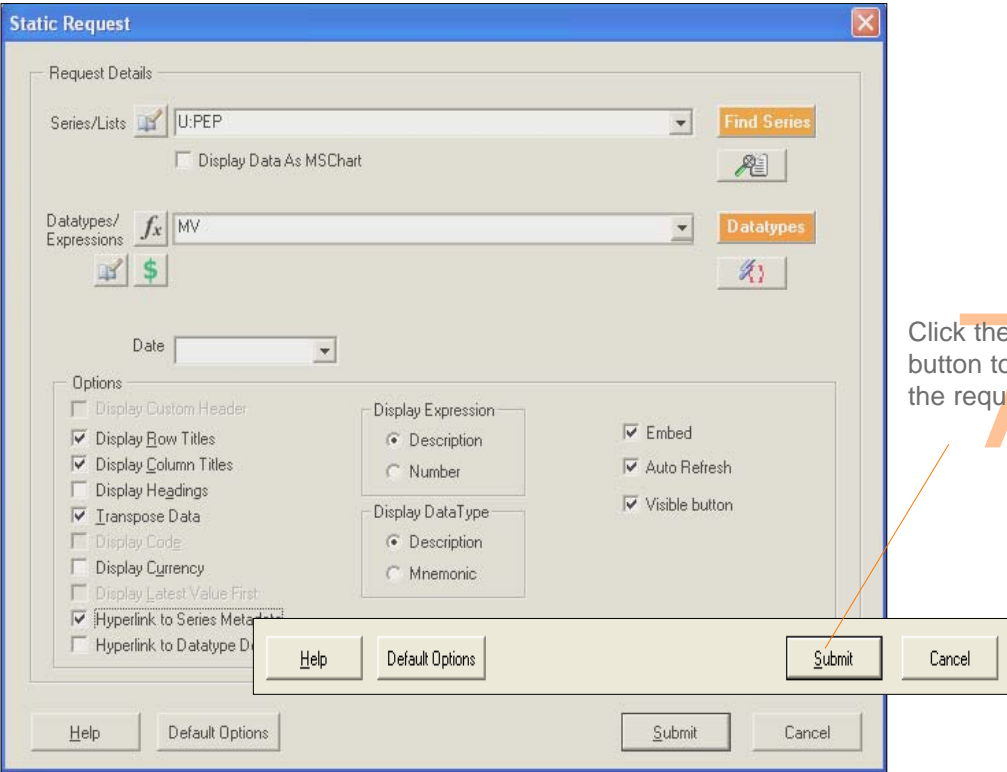 Static Request
Request Details
Series/Lists U:PEP Find Series
Display Data As MSChart
Datatypes/
Expressions fx MV Datatypes
$
Date
Options
Display Custom Header
Display Row Titles
Display Column Titles
Display Headings
Transpose Data
Display Code
Display Currency
Display Latest Value First
Hyperlink to Series Metadata
Hyperlink to Datatype
Display Expression
Description
Number
Display DataType
Description
Mnemonic
Embed
Auto Refresh
Visible button
Click the
button to
the requ
7
Help Default Options Submit Cancel
Help Default Options Submit Cancel